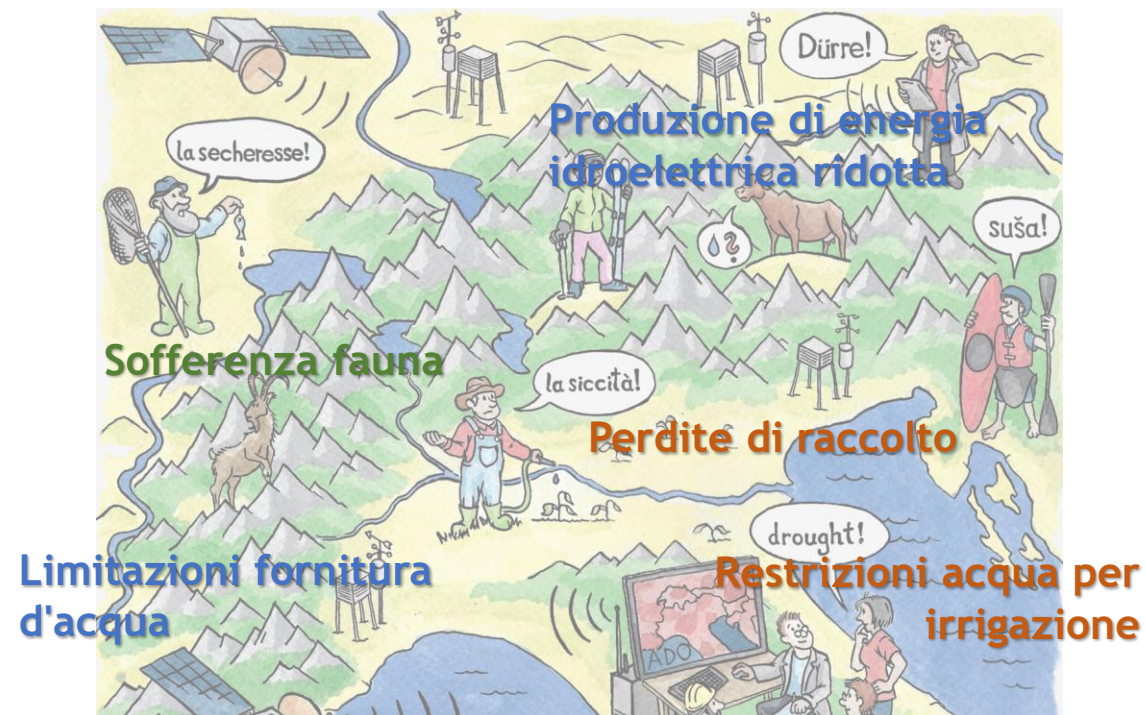 Dürre!
Produzione di energia
idroelettrica ridotta
la secheresse!
?
suša!
Sofferenza fauna
la siccità!
Perdite di raccolto
drought!
Limitazioni fornitura
d'acqua
Restrizioni acqua per
irrigazione
ADO